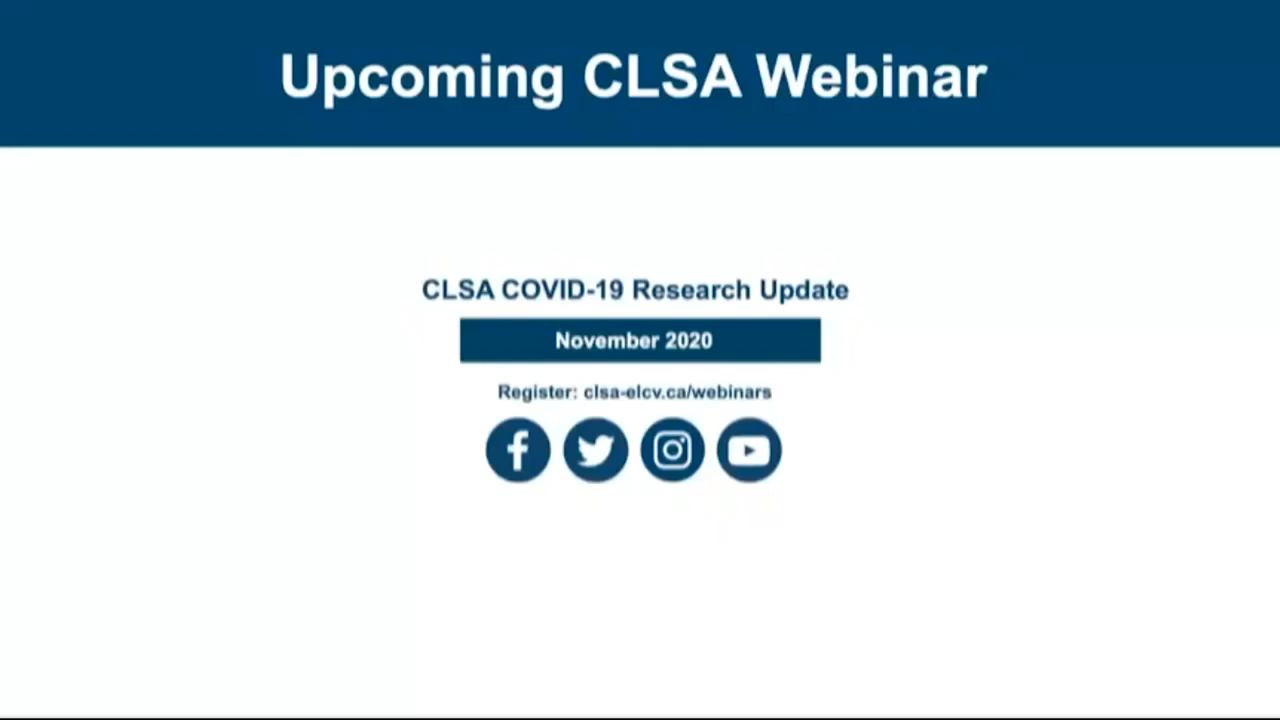 Upcoming CLSA Webinar
CLSA COVID-19 Research Update
November 2020
Register: clsa-elcv.ca/webinars